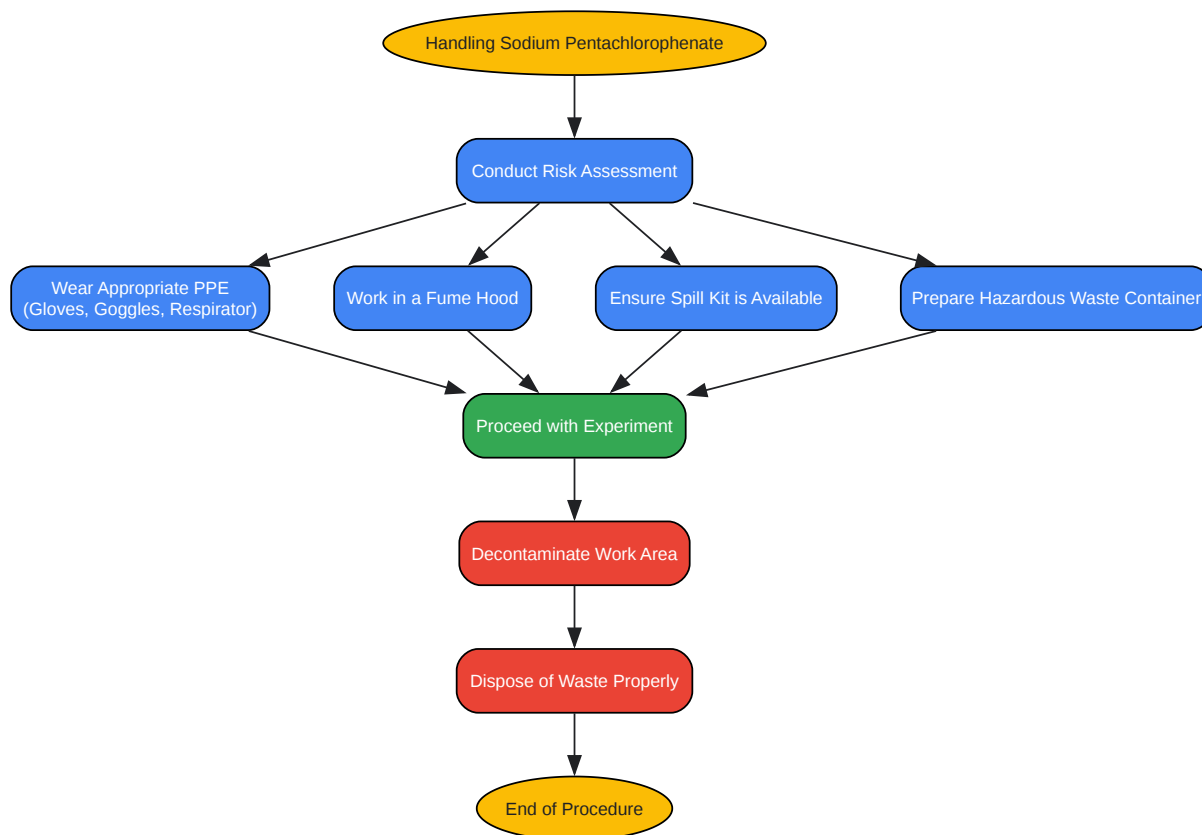 Handling Sodium Pentachlorophenate
Conduct Risk Assessment
Wear Appropriate PPE
(Gloves, Goggles, Respirator)
Work in a Fume Hood
Ensure Spill Kit is Available
Prepare Hazardous Waste Container
Proceed with Experiment
Decontaminate Work Area
Dispose of Waste Properly
End of Procedure